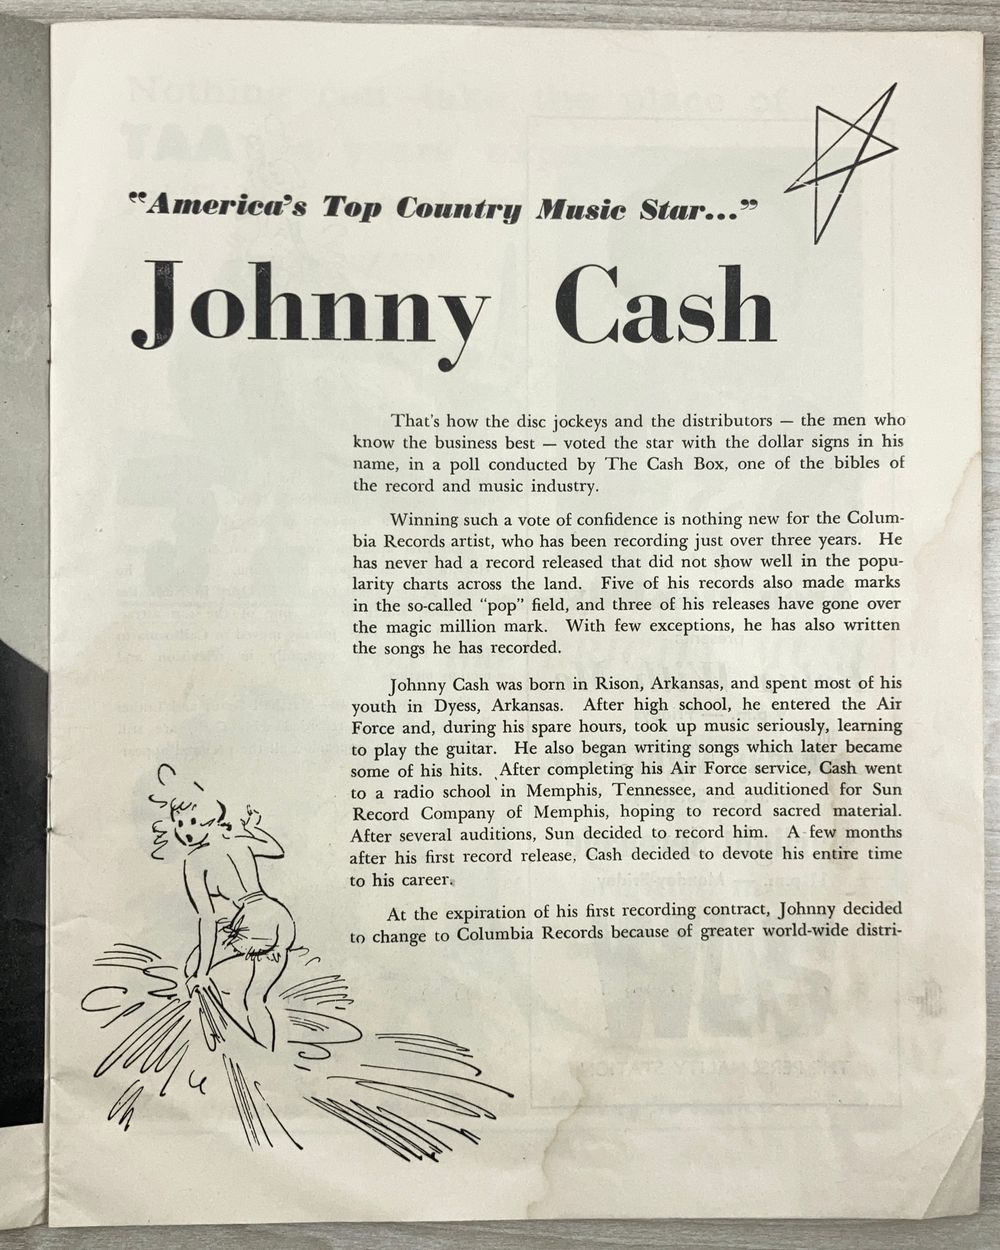 "America's Top Country Music Star..."
Johnny Cash
That's how the disc jockeys and the distributors — the men who
know the business best — voted the star with the dollar signs in his
name, in a poll conducted by The Cash Box, one of the bibles of
the record and music industry.
Winning such a vote of confidence is nothing new for the Colum-
bia Records artist, who has been recording just over three years. He
has never had a record released that did not show well in the popu-
larity charts across the land. Five of his records also made marks
in the so-called "pop" field, and three of his releases have gone over
the magic million mark. With few exceptions, he has also written
the songs he has recorded.
Johnny Cash was born in Rison, Arkansas, and spent most of his
youth in Dyess, Arkansas. After high school, he entered the Air
Force and, during his spare hours, took up music seriously, learning
to play the guitar. He also began writing songs which later became
some of his hits. After completing his Air Force service, Cash went
to a radio school in Memphis, Tennessee, and auditioned for Sun
Record Company of Memphis, hoping to record sacred material.
After several auditions, Sun decided to record him. A few months
after his first record release, Cash decided to devote his entire time
to his career.
At the expiration of his first recording contract, Johnny decided
to change to Columbia Records because of greater world-wide distri-